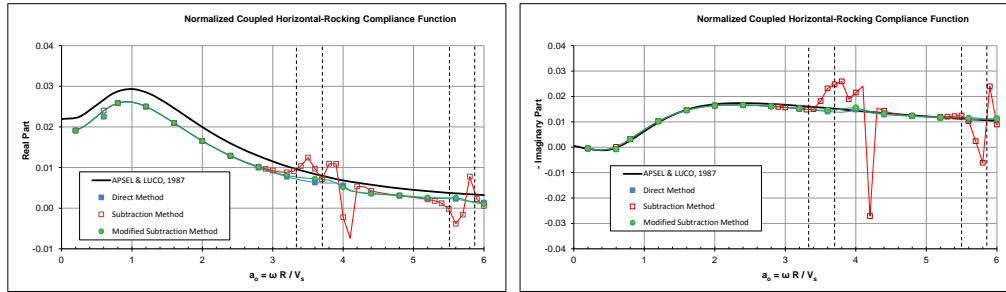 Normalized Coupled Horizontal-Rocking Compliance Function
0.04
0.03
0.02
0.01
0.00
-0.01
Real Part
APSEL & LUCO, 1987
Direct Method
Subtraction Method
Modified Subtraction Method
0 1 2 3 4 5 6
aₒ = ω R / Vₛ
Normalized Coupled Horizontal-Rocking Compliance Function
0.04
0.03
0.02
0.01
0.00
-0.01
-0.02
-0.03
-0.04
- Imaginary Part
APSEL & LUCO, 1987
Direct Method
Subtraction Method
Modified Subtraction Method
0 1 2 3 4 5 6
aₒ = ω R / Vₛ